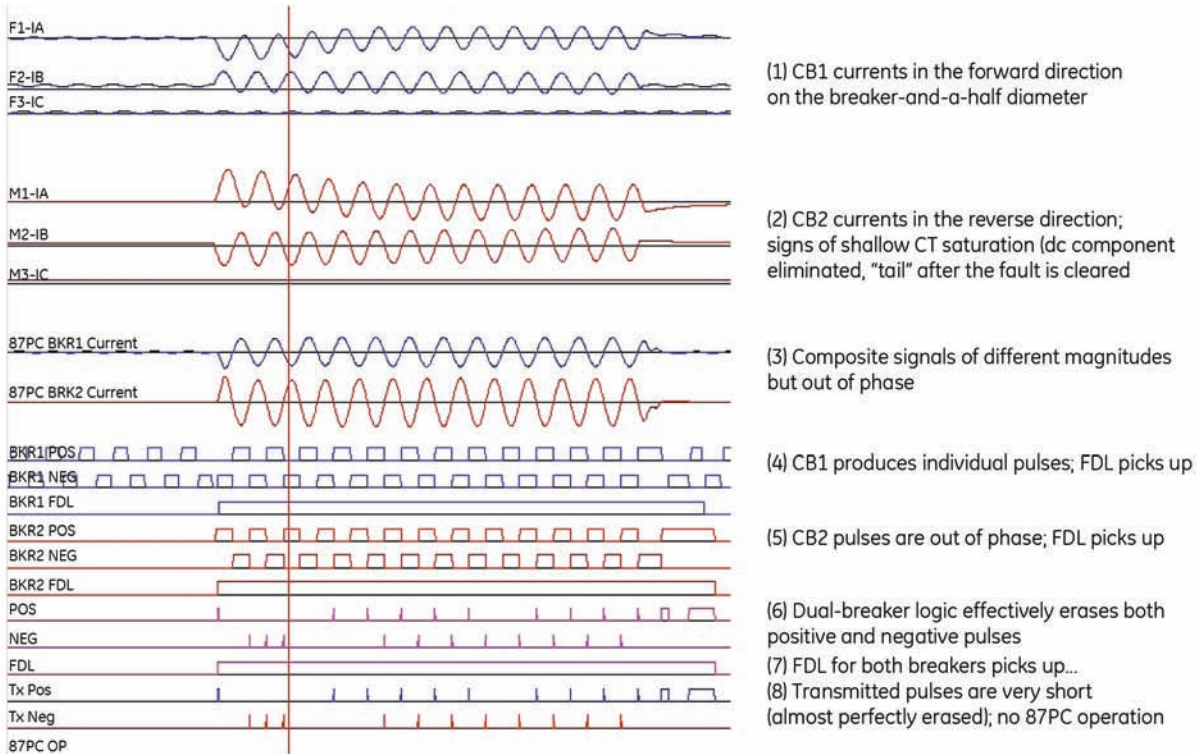 F1-IA
F2-IB
F3-IC
(1) CB1 currents in the forward direction
on the breaker-and-a-half diameter
M1-IA
M2-IB
M3-IC
(2) CB2 currents in the reverse direction;
signs of shallow CT saturation (dc component
eliminated, “tail” after the fault is cleared
87PC BKR1 Current
87PC BRK2 Current
(3) Composite signals of different magnitudes
but out of phase
BKR1 POS
BKR1 NEG
BKR1 FDL
(4) CB1 produces individual pulses; FDL picks up
BKR2 POS
BKR2 NEG
BKR2 FDL
(5) CB2 pulses are out of phase; FDL picks up
POS
NEG
(6) Dual-breaker logic effectively erases both
positive and negative pulses
FDL
(7) FDL for both breakers picks up...
Tx Pos
Tx Neg
(8) Transmitted pulses are very short
(almost perfectly erased); no 87PC operation
87PC OP